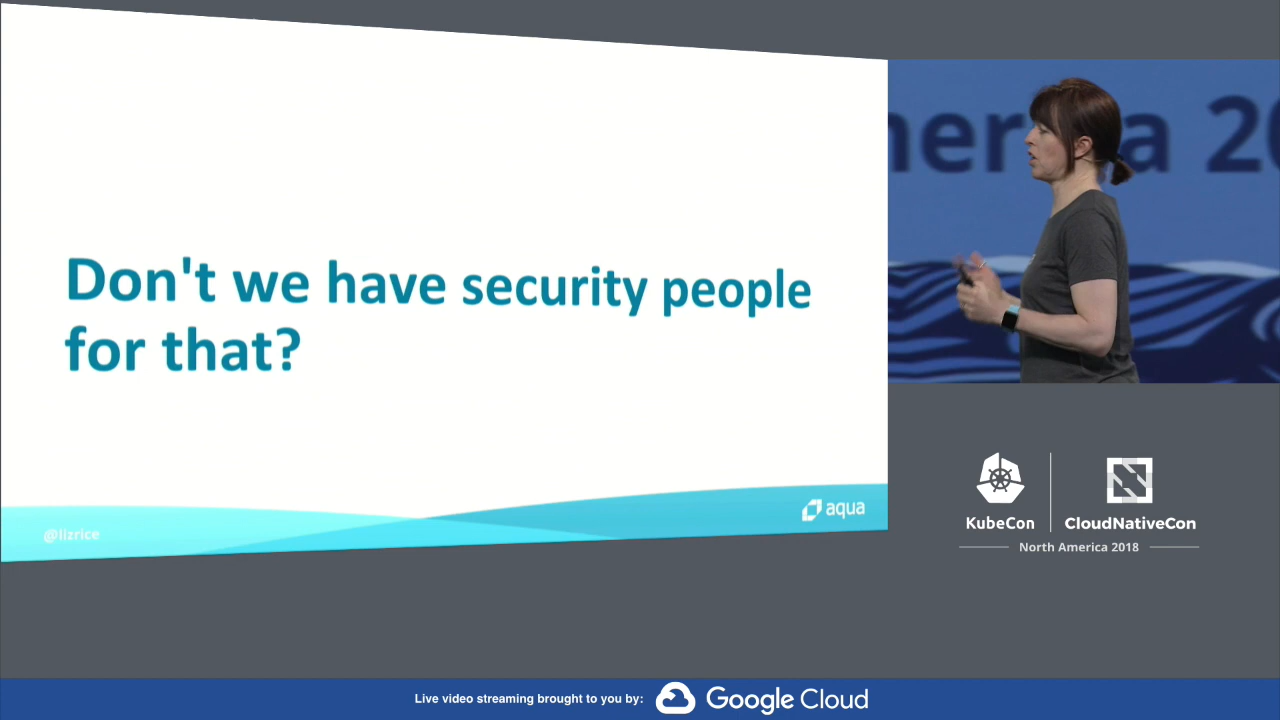 Don't we have security people
for that?
@lizrice
aqua
KubeCon
CloudNativeCon
North America 2018
Live video streaming brought to you by:
Google Cloud